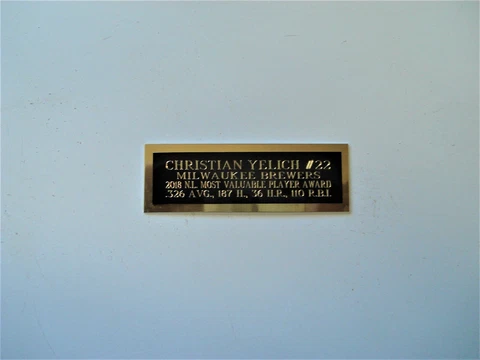 CHRISTIAN YELICH #22
MILWAUKEE BREWERS
2018 N.L. MOST VALUABLE PLAYER AWARD
.326 AVG., 187 H., 36 H.R., 110 R.B.I.